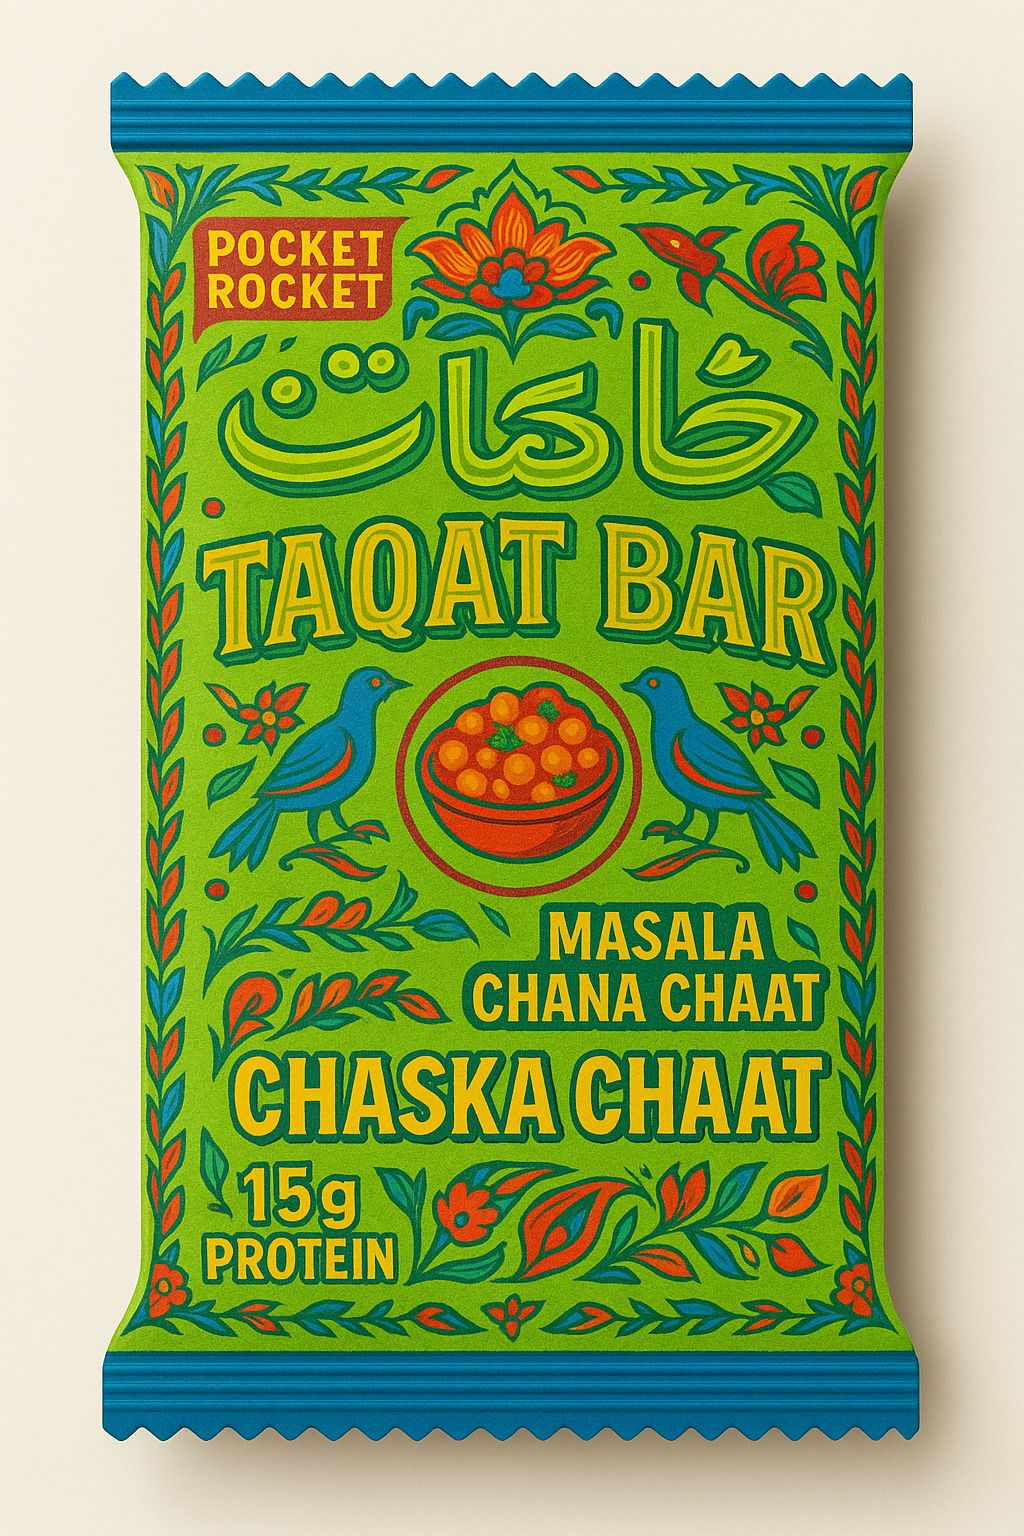 POCKET
ROCKET
TAQAT BAR
MASALA
CHANA CHAAT
CHASKA CHAAT
15g
PROTEIN